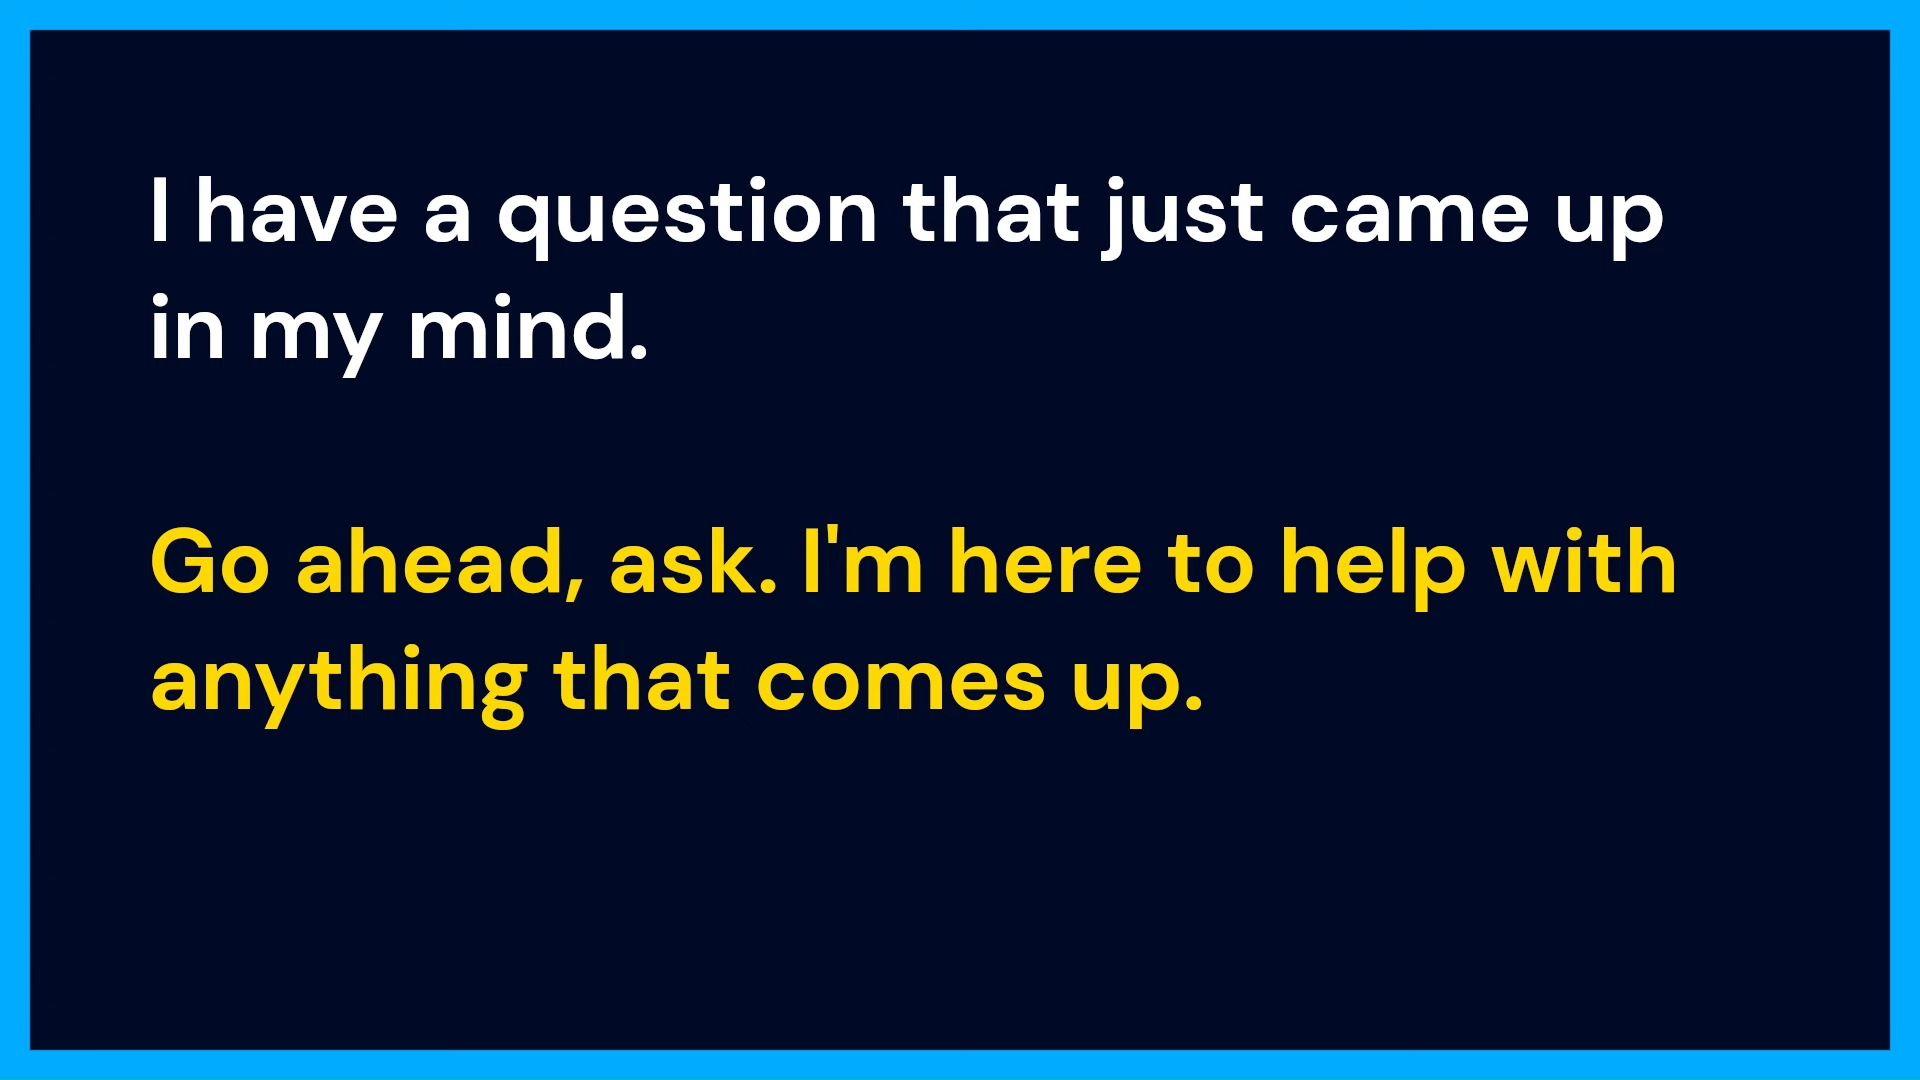 I have a question that just came up
in my mind.
Go ahead, ask. I'm here to help with
anything that comes up.